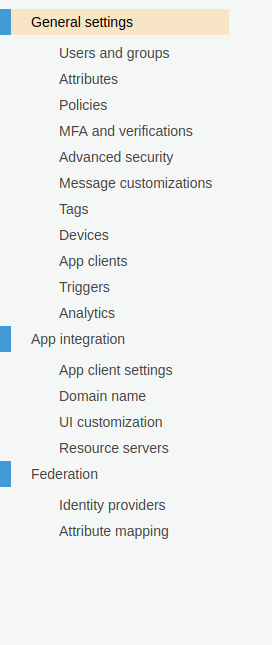 General settings
Users and groups
Attributes
Policies
MFA and verifications
Advanced security
Message customizations
Tags
Devices
App clients
Triggers
Analytics
App integration
App client settings
Domain name
UI customization
Resource servers
Federation
Identity providers
Attribute mapping